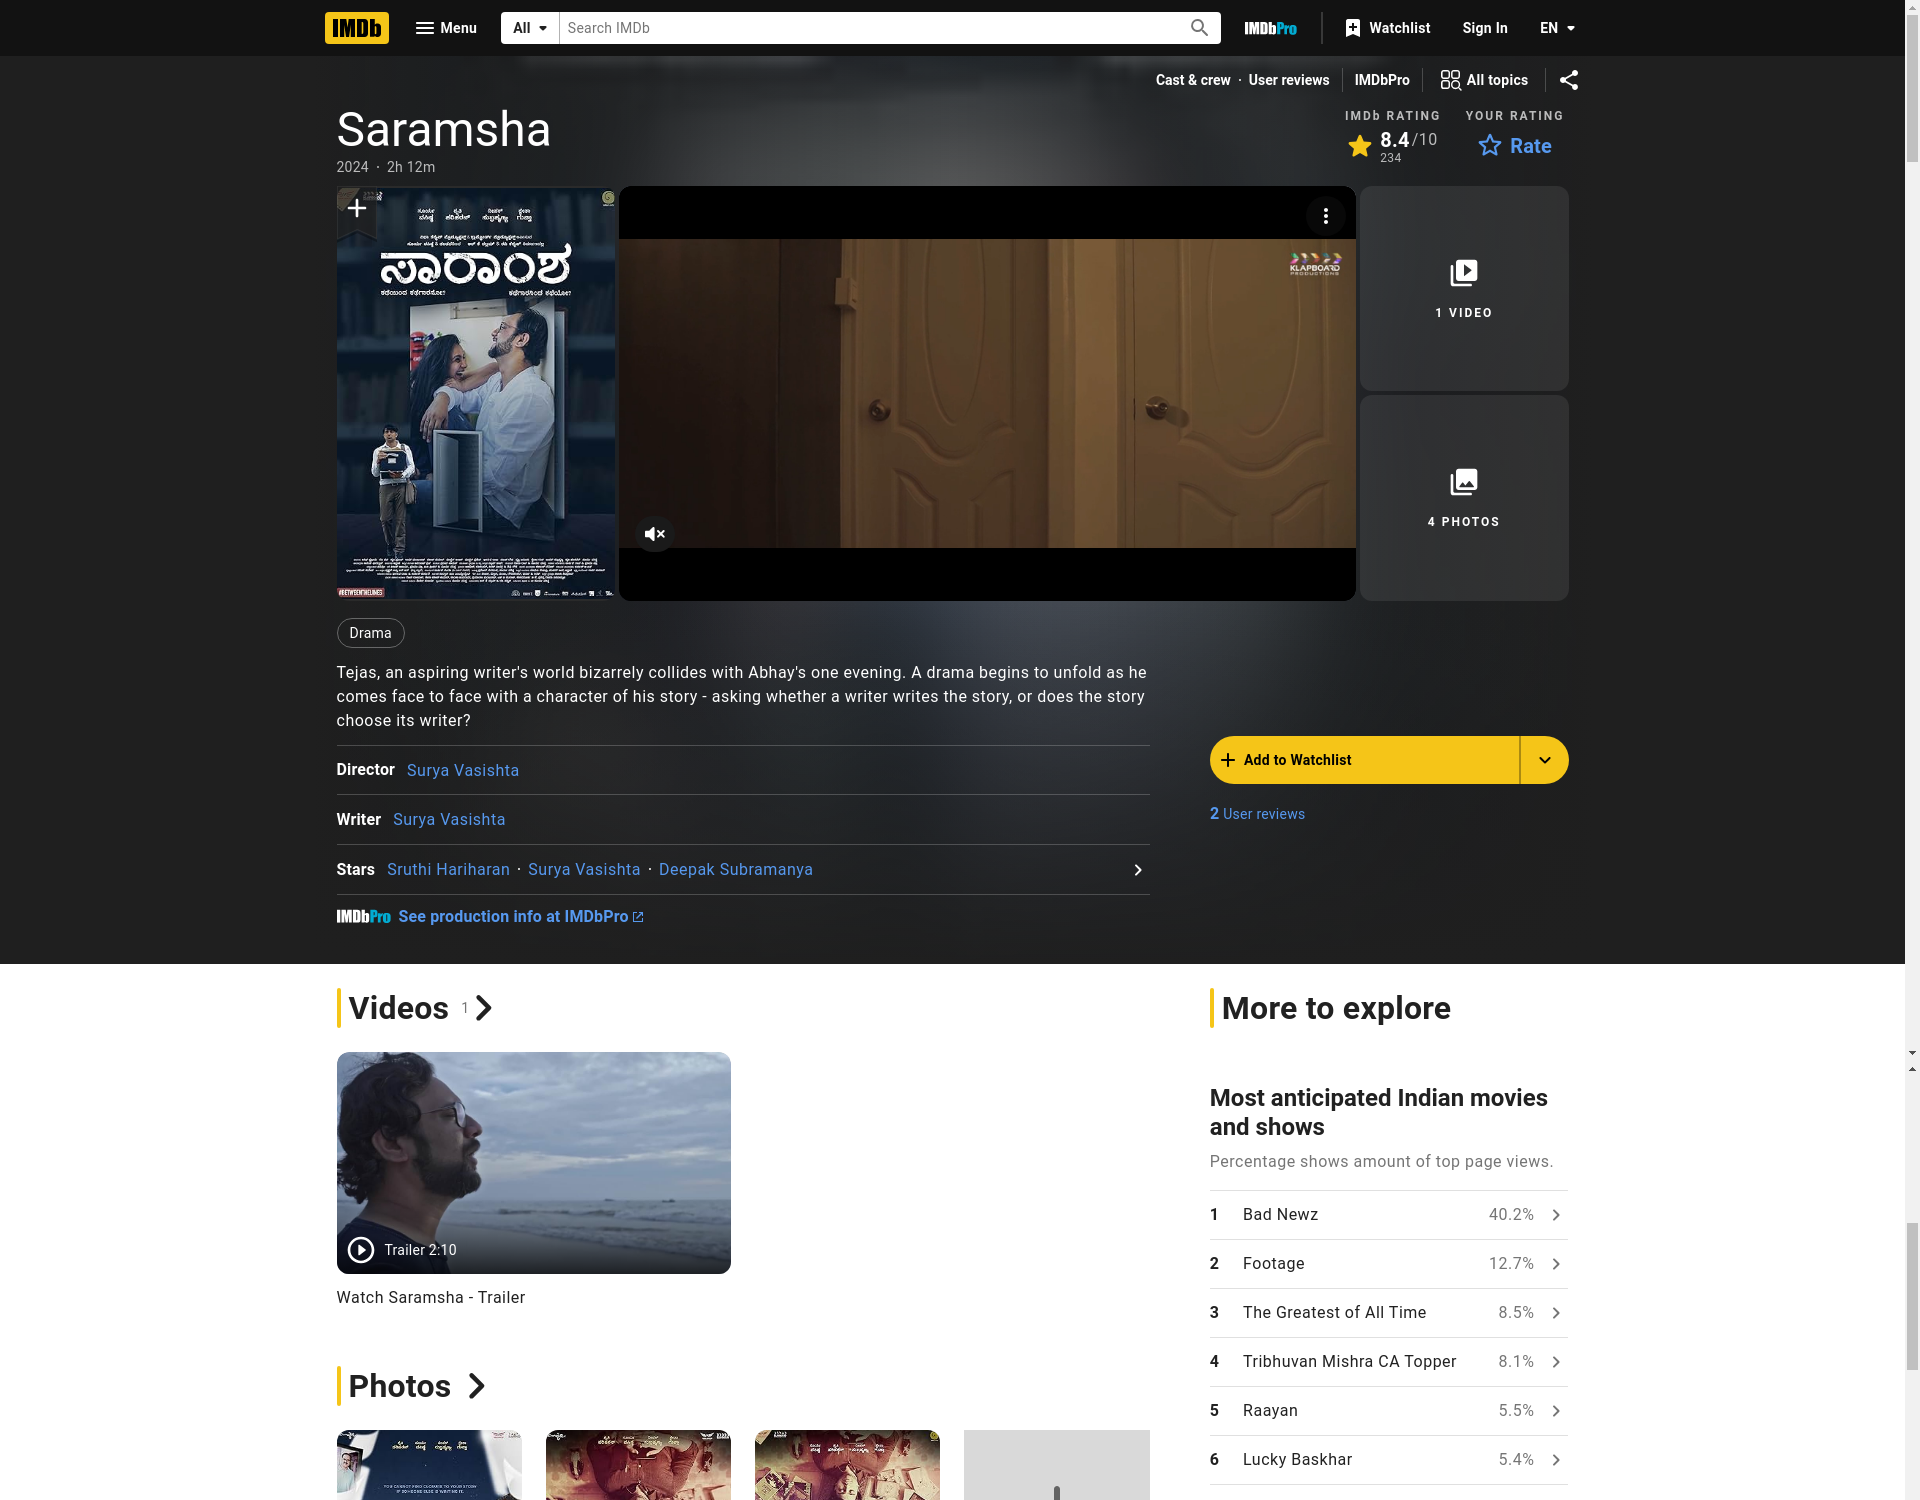 IMDb
Menu
All
Search IMDb
IMDbPro
Watchlist
Sign In
EN
Cast & crew · User reviews
IMDbPro
All topics
Saramsha
2024 · 2h 12m
IMDb RATING
8.4/10
234
YOUR RATING
Rate
ಸಾರಾಂಶ
#BETWEENTHELINES
KLAPBOARD
PRODUCTIONS
1 VIDEO
4 PHOTOS
Drama
Tejas, an aspiring writer's world bizarrely collides with Abhay's one evening. A drama begins to unfold as he
comes face to face with a character of his story - asking whether a writer writes the story, or does the story
choose its writer?
Director Surya Vasishta
Writer Surya Vasishta
Stars Sruthi Hariharan · Surya Vasishta · Deepak Subramanya
IMDbPro See production info at IMDbPro
Add to Watchlist
2 User reviews
Videos 1
Trailer 2:10
Watch Saramsha - Trailer
Photos
More to explore
Most anticipated Indian movies
and shows
Percentage shows amount of top page views.
1 Bad Newz 40.2%
2 Footage 12.7%
3 The Greatest of All Time 8.5%
4 Tribhuvan Mishra CA Topper 8.1%
5 Raayan 5.5%
6 Lucky Baskhar 5.4%